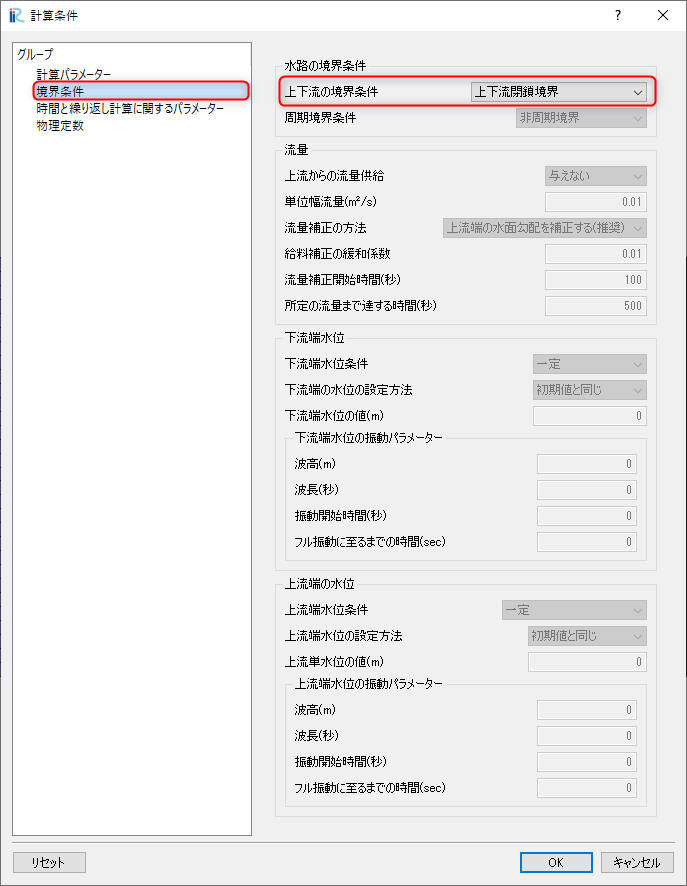 計算条件
?
グループ
計算パラメーター
境界条件
時間と繰り返し計算に関するパラメーター
物理定数
水路の境界条件
上下流の境界条件 上下流閉鎖境界
周期境界条件 非周期境界
流量
上流からの流量供給 与えない
単位幅流量(m²/s) 0.01
流量補正の方法 上流端の水面勾配を補正する(推奨)
給料補正の緩和係数 0.01
流量補正開始時間(秒) 100
所定の流量まで達する時間(秒) 500
下流端水位
下流端水位条件 一定
下流端の水位の設定方法 初期値と同じ
下流端水位の値(m) 0
下流端水位の振動パラメーター
波高(m) 0
波長(秒) 0
振動開始時間(秒) 0
フル振動に至るまでの時間(sec) 0
上流端の水位
上流端水位条件 一定
上流端水位の設定方法 初期値と同じ
上流単水位の値(m) 0
上流端水位の振動パラメーター
波高(m) 0
波長(秒) 0
振動開始時間(秒) 0
フル振動に至るまでの時間(sec) 0
リセット OK キャンセル